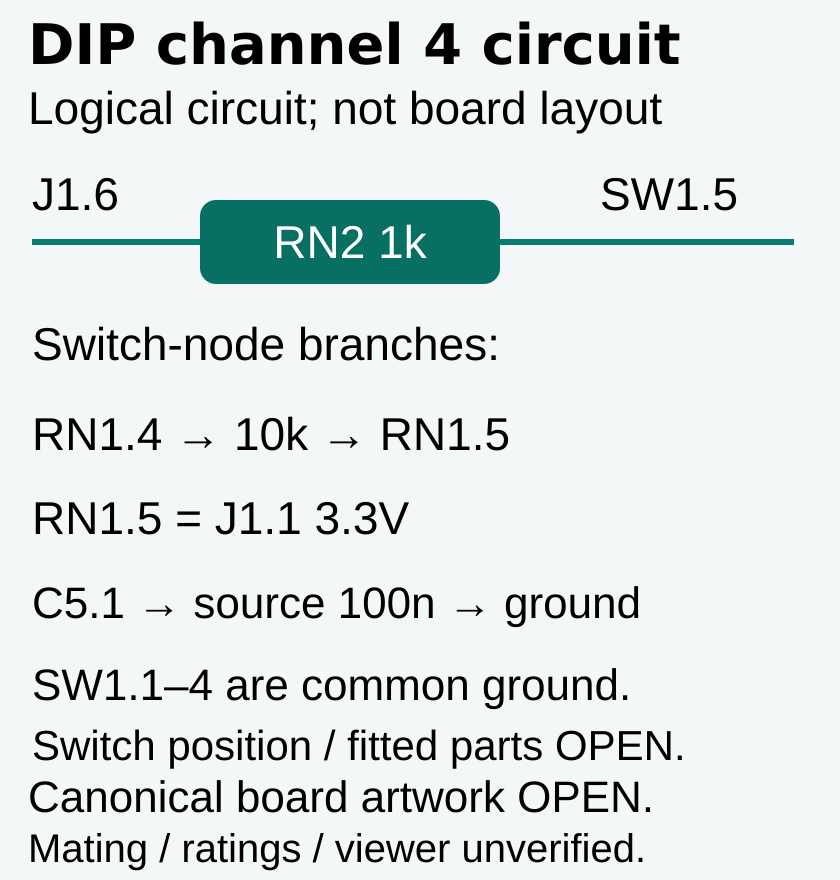 DIP channel 4 circuit
Logical circuit; not board layout
J1.6 SW1.5
RN2 1k
Switch-node branches:
RN1.4 → 10k → RN1.5
RN1.5 = J1.1 3.3V
C5.1 → source 100n → ground
SW1.1–4 are common ground.
Switch position / fitted parts OPEN.
Canonical board artwork OPEN.
Mating / ratings / viewer unverified.